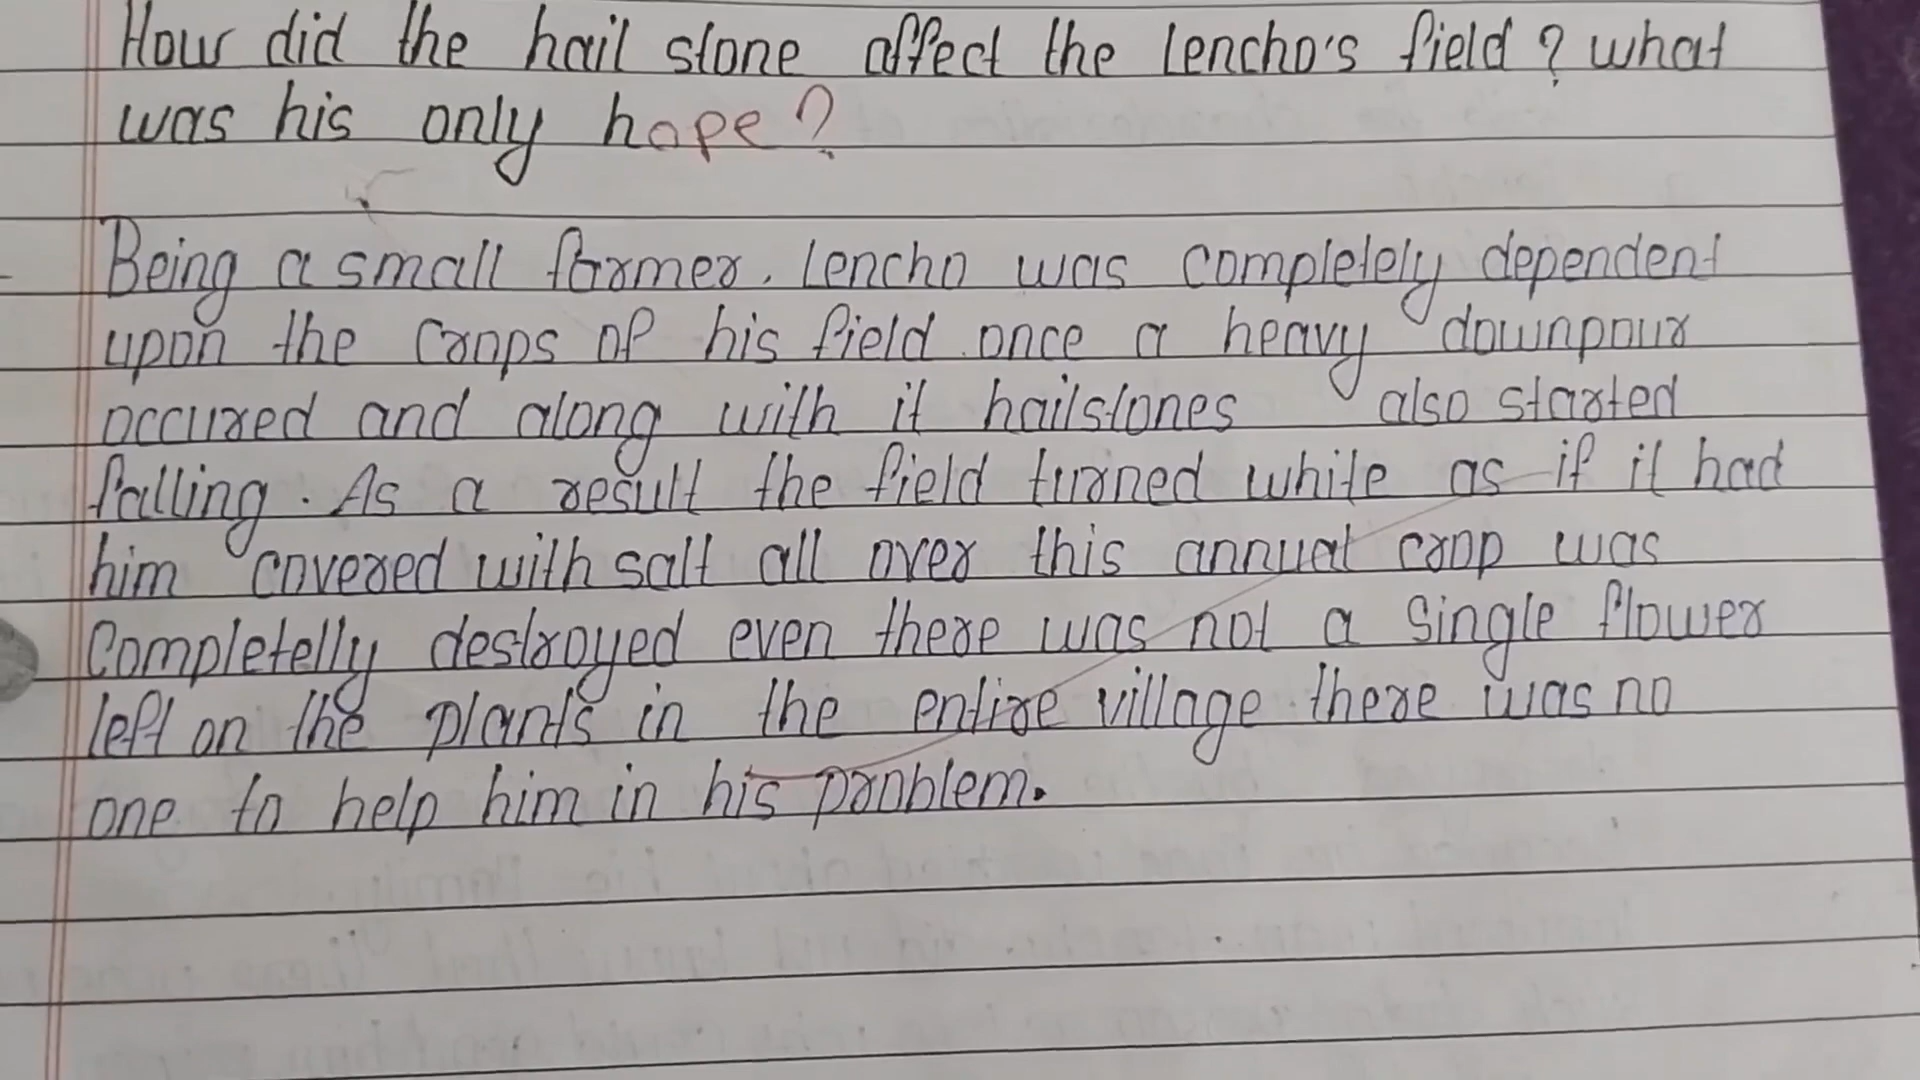 How did the hail stone affect the Lencho's field ? what
was his only hope ?
Being a small farmer. Lencho was completely dependent
upon the crops of his field once a heavy downpour
occured and along with it hailstones also started
falling. As a result the field turned white as if it had
him covered with salt all over this annual crop was
Completelly destroyed even there was not a single flower
left on the plants in the entire village there was no
one to help him in his problem.